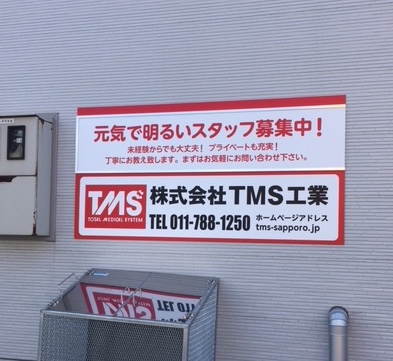 元気で明るいスタッフ募集中！
未経験からでも大丈夫！ プライベートも充実！
丁寧にお教え致します。まずはお気軽にお問い合わせ下さい。
TMS
株式会社TMS工業
TEL 011-788-1250
ホームページアドレス
tms-sapporo.jp